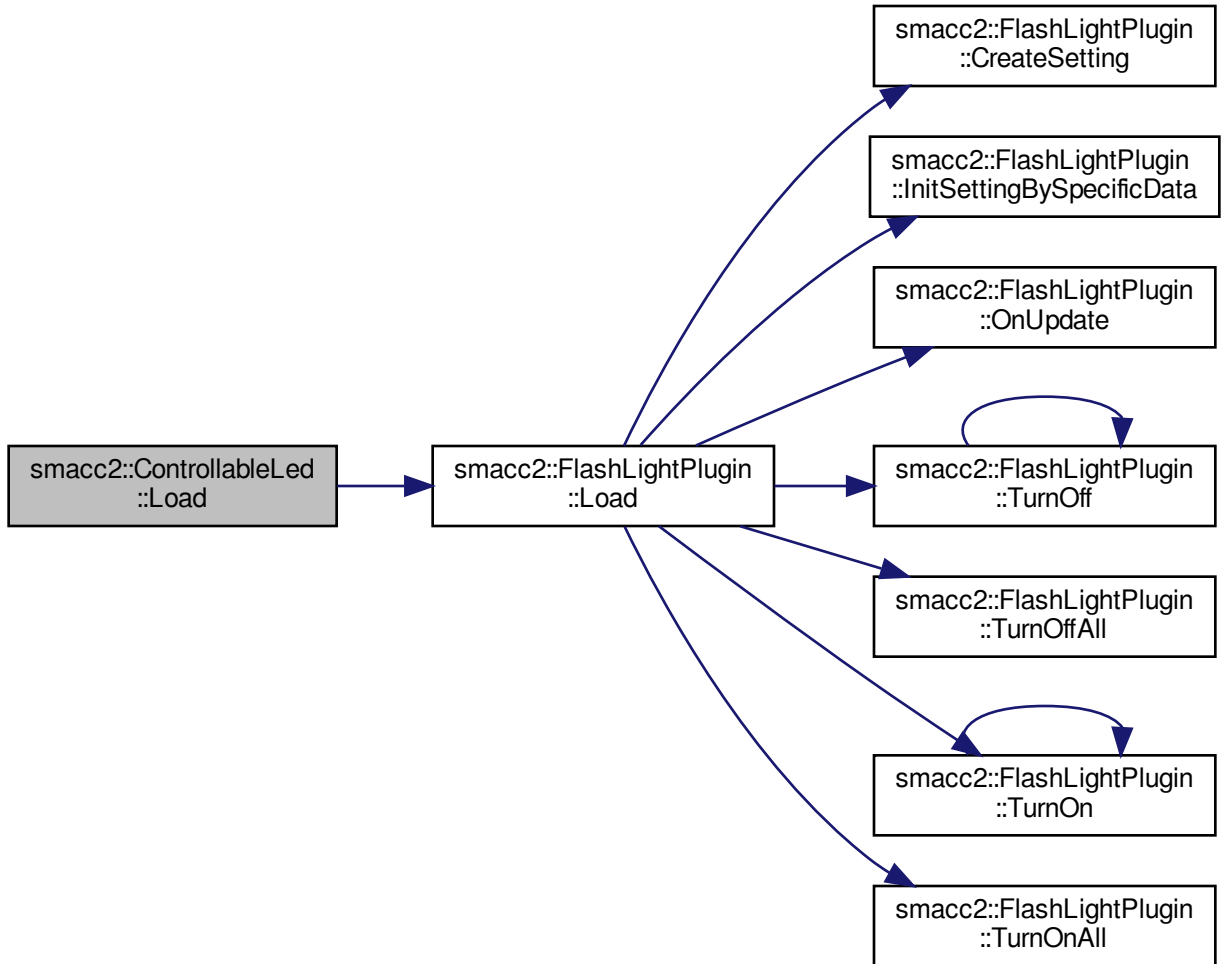 smacc2::FlashLightPlugin
::CreateSetting
smacc2::FlashLightPlugin
::InitSettingBySpecificData
smacc2::FlashLightPlugin
::OnUpdate
smacc2::ControllableLed
::Load
smacc2::FlashLightPlugin
::Load
smacc2::FlashLightPlugin
::TurnOff
smacc2::FlashLightPlugin
::TurnOffAll
smacc2::FlashLightPlugin
::TurnOn
smacc2::FlashLightPlugin
::TurnOnAll